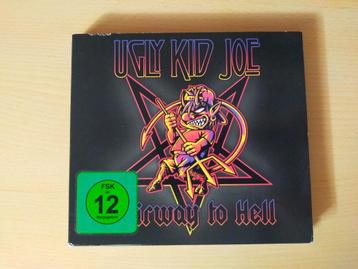 UGLY KID JOE
FSK
12
irway to Hell